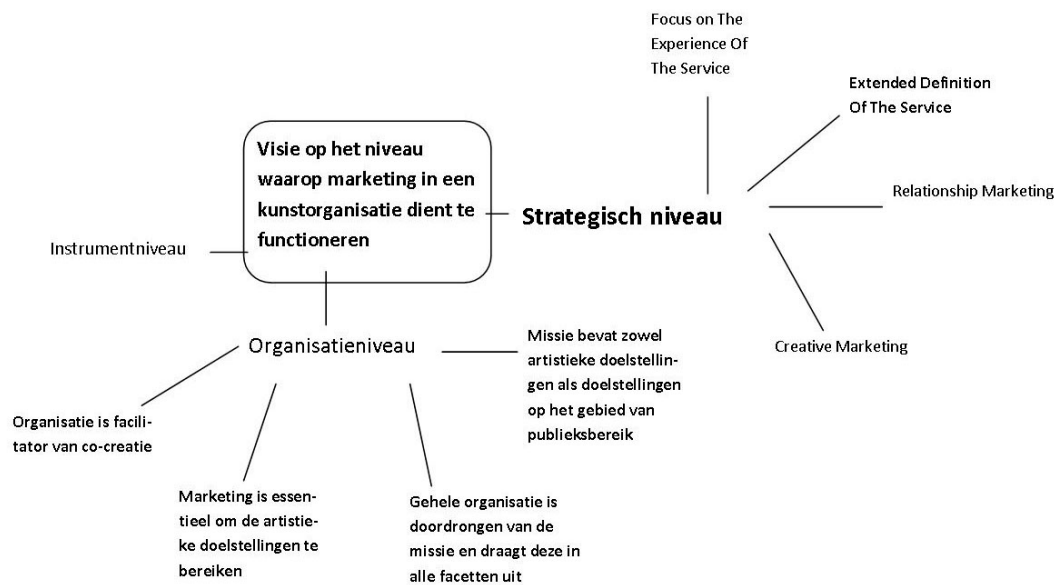 Focus on The
Experience Of
The Service
Extended Definition
Of The Service
Visie op het niveau
waarop marketing in een
kunstorganisatie dient te
functioneren
Relationship Marketing
Strategisch niveau
Instrumentniveau
Creative Marketing
Organisatieniveau
Missie bevat zowel
artistieke doelstellin-
gen als doelstellingen
op het gebied van
publieksbereik
Organisatie is facili-
tator van co-creatie
Marketing is essen-
tieel om de artistie-
ke doelstellingen te
bereiken
Gehele organisatie is
doordrongen van de
missie en draagt deze in
alle facetten uit